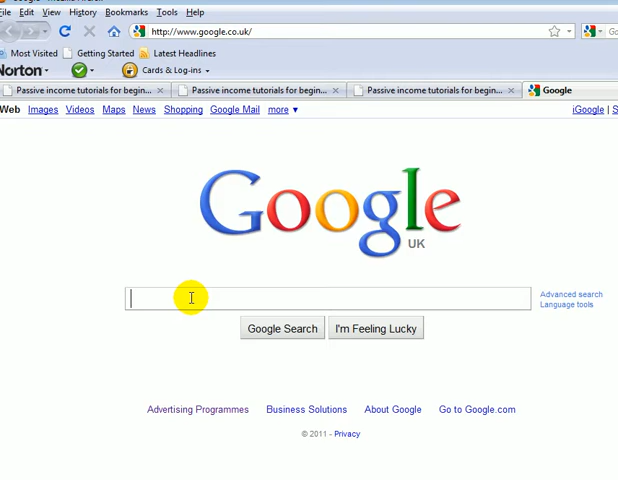 File Edit View History Bookmarks Tools Help
http://www.google.co.uk/
Most Visited Getting Started Latest Headlines
Norton Cards & Log-ins
Passive income tutorials for begin... Passive income tutorials for begin... Passive income tutorials for begin... Google
Web Images Videos Maps News Shopping Google Mail more iGoogle
Google
UK
Advanced search
Language tools
Google Search I'm Feeling Lucky
Advertising Programmes Business Solutions About Google Go to Google.com
© 2011 - Privacy